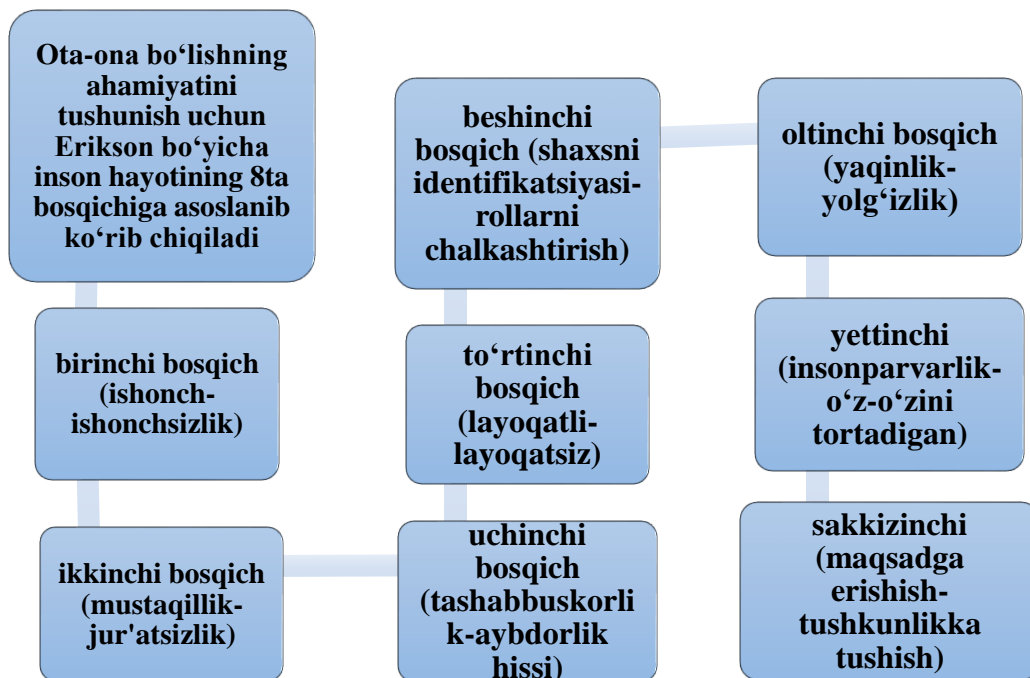 Ota-ona bo‘lishning
ahamiyatini
tushunish uchun
Erikson bo‘yicha
inson hayotining 8ta
bosqichiga asoslanib
ko‘rib chiqiladi
birinchi bosqich
(ishonch-
ishonchsizlik)
ikkinchi bosqich
(mustaqillik-
jur'atsizlik)
uchinchi
bosqich
(tashabbuskorli
k-aybdorlik
hissi)
to‘rtinchi
bosqich
(layoqatli-
layoqatsiz)
beshinchi
bosqich (shaxsni
identifikatsiyasi-
rollarni
chalkashtirish)
oltinchi bosqich
(yaqinlik-
yolg‘izlik)
yettinchi
(insonparvarlik-
o‘z-o‘zini
tortadigan)
sakkizinchi
(maqsadga
erishish-
tushkunlikka
tushish)